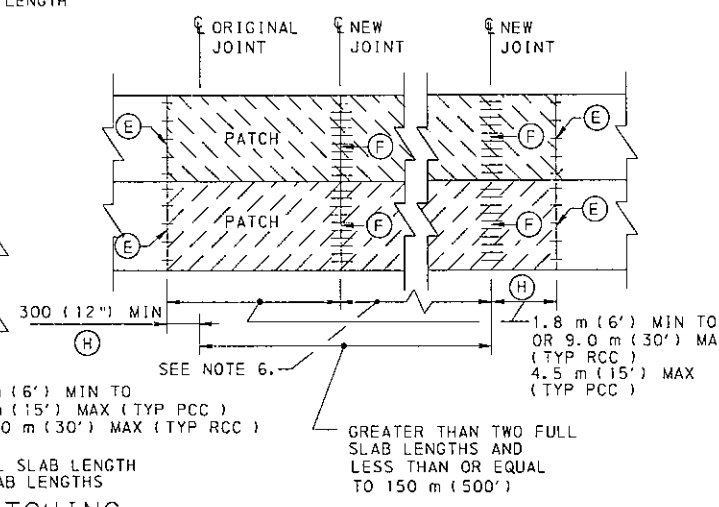 LENGTH
℄ ORIGINAL
JOINT
℄ NEW
JOINT
℄ NEW
JOINT
E
PATCH
F
F
E
E
PATCH
F
F
E
300 (12") MIN
H
SEE NOTE 6.
H
1.8 m (6') MIN TO
OR 9.0 m (30') MA
(TYP RCC)
4.5 m (15') MAX
(TYP PCC)
(6') MIN TO
(15') MAX (TYP PCC)
0 m (30') MAX (TYP RCC)
SLAB LENGTH
AB LENGTHS
GREATER THAN TWO FULL
SLAB LENGTHS AND
LESS THAN OR EQUAL
TO 150 m (500')